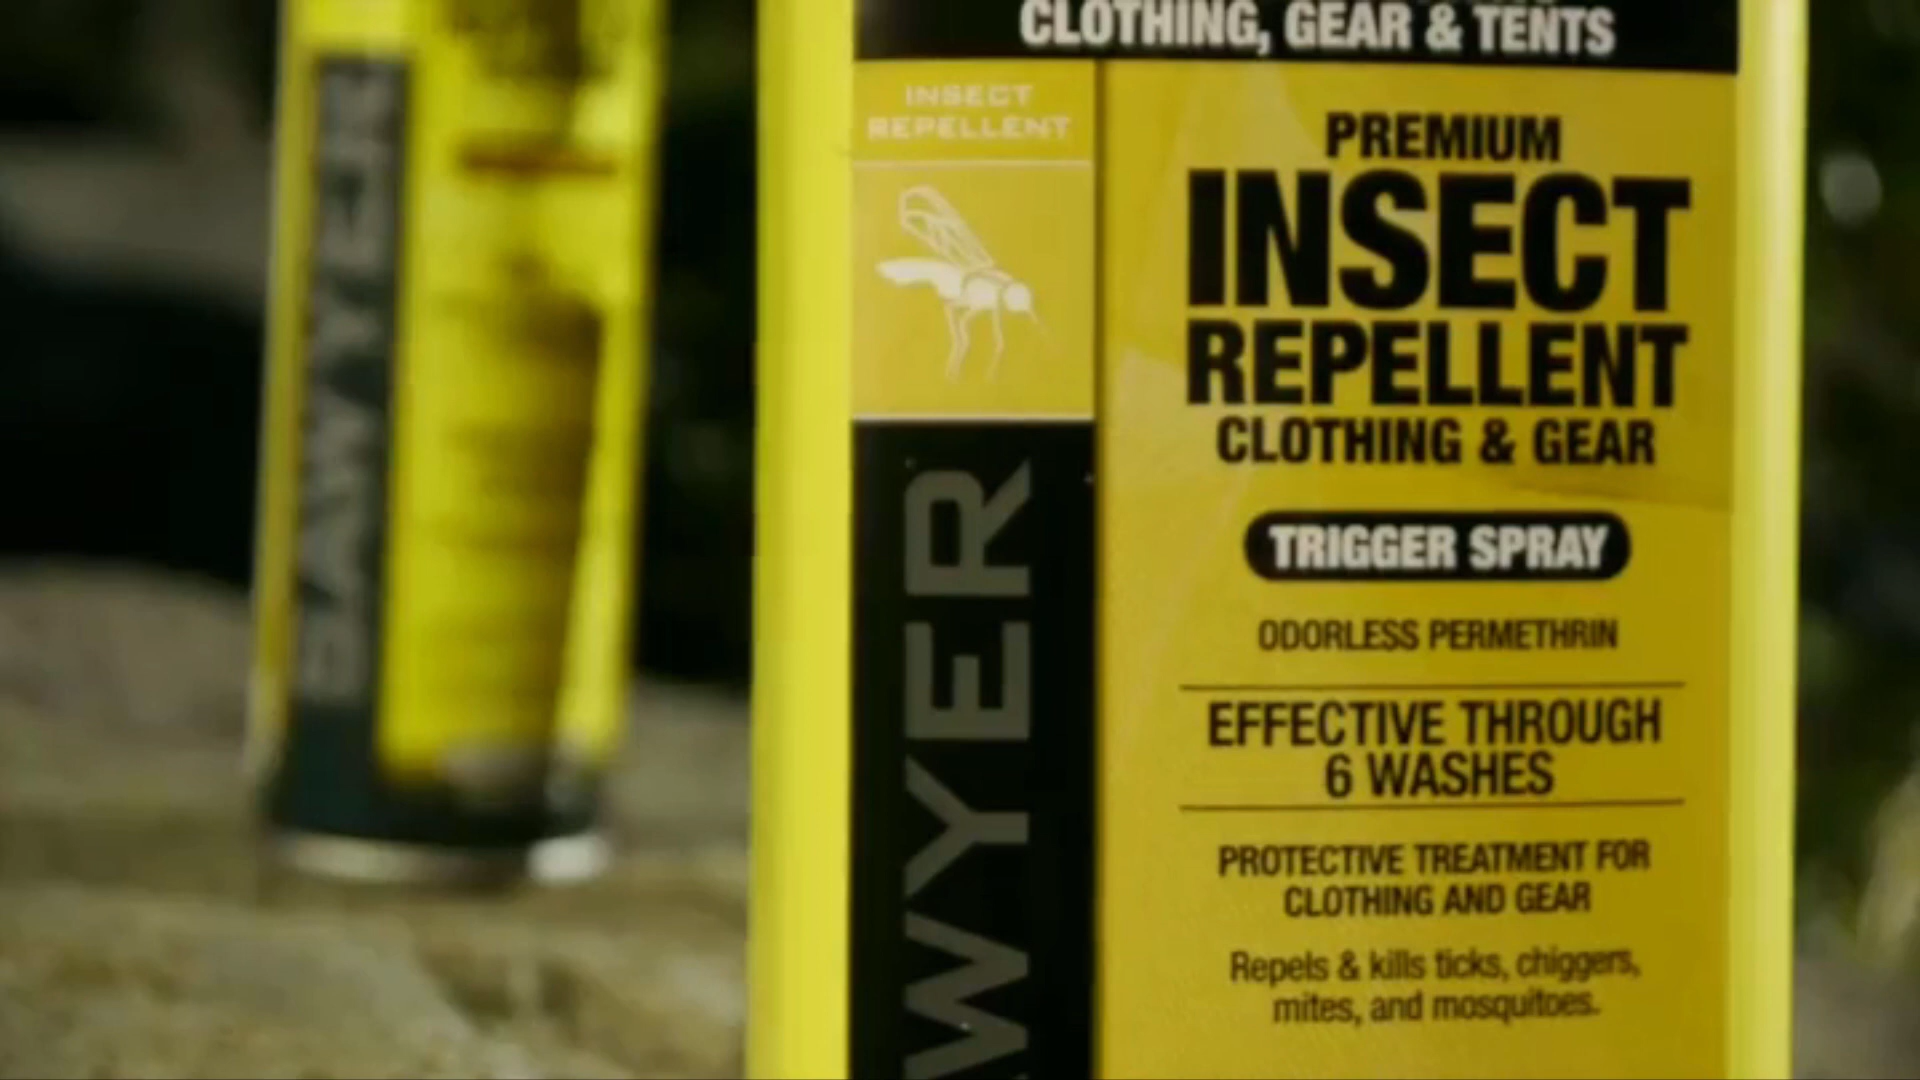 CLOTHING, GEAR & TENTS
INSECT
REPELLENT
WYER
PREMIUM
INSECT
REPELLENT
CLOTHING & GEAR
TRIGGER SPRAY
ODORLESS PERMETHRIN
EFFECTIVE THROUGH
6 WASHES
PROTECTIVE TREATMENT FOR
CLOTHING AND GEAR
Repels & kills ticks, chiggers,
mites, and mosquitoes.
SAWYER